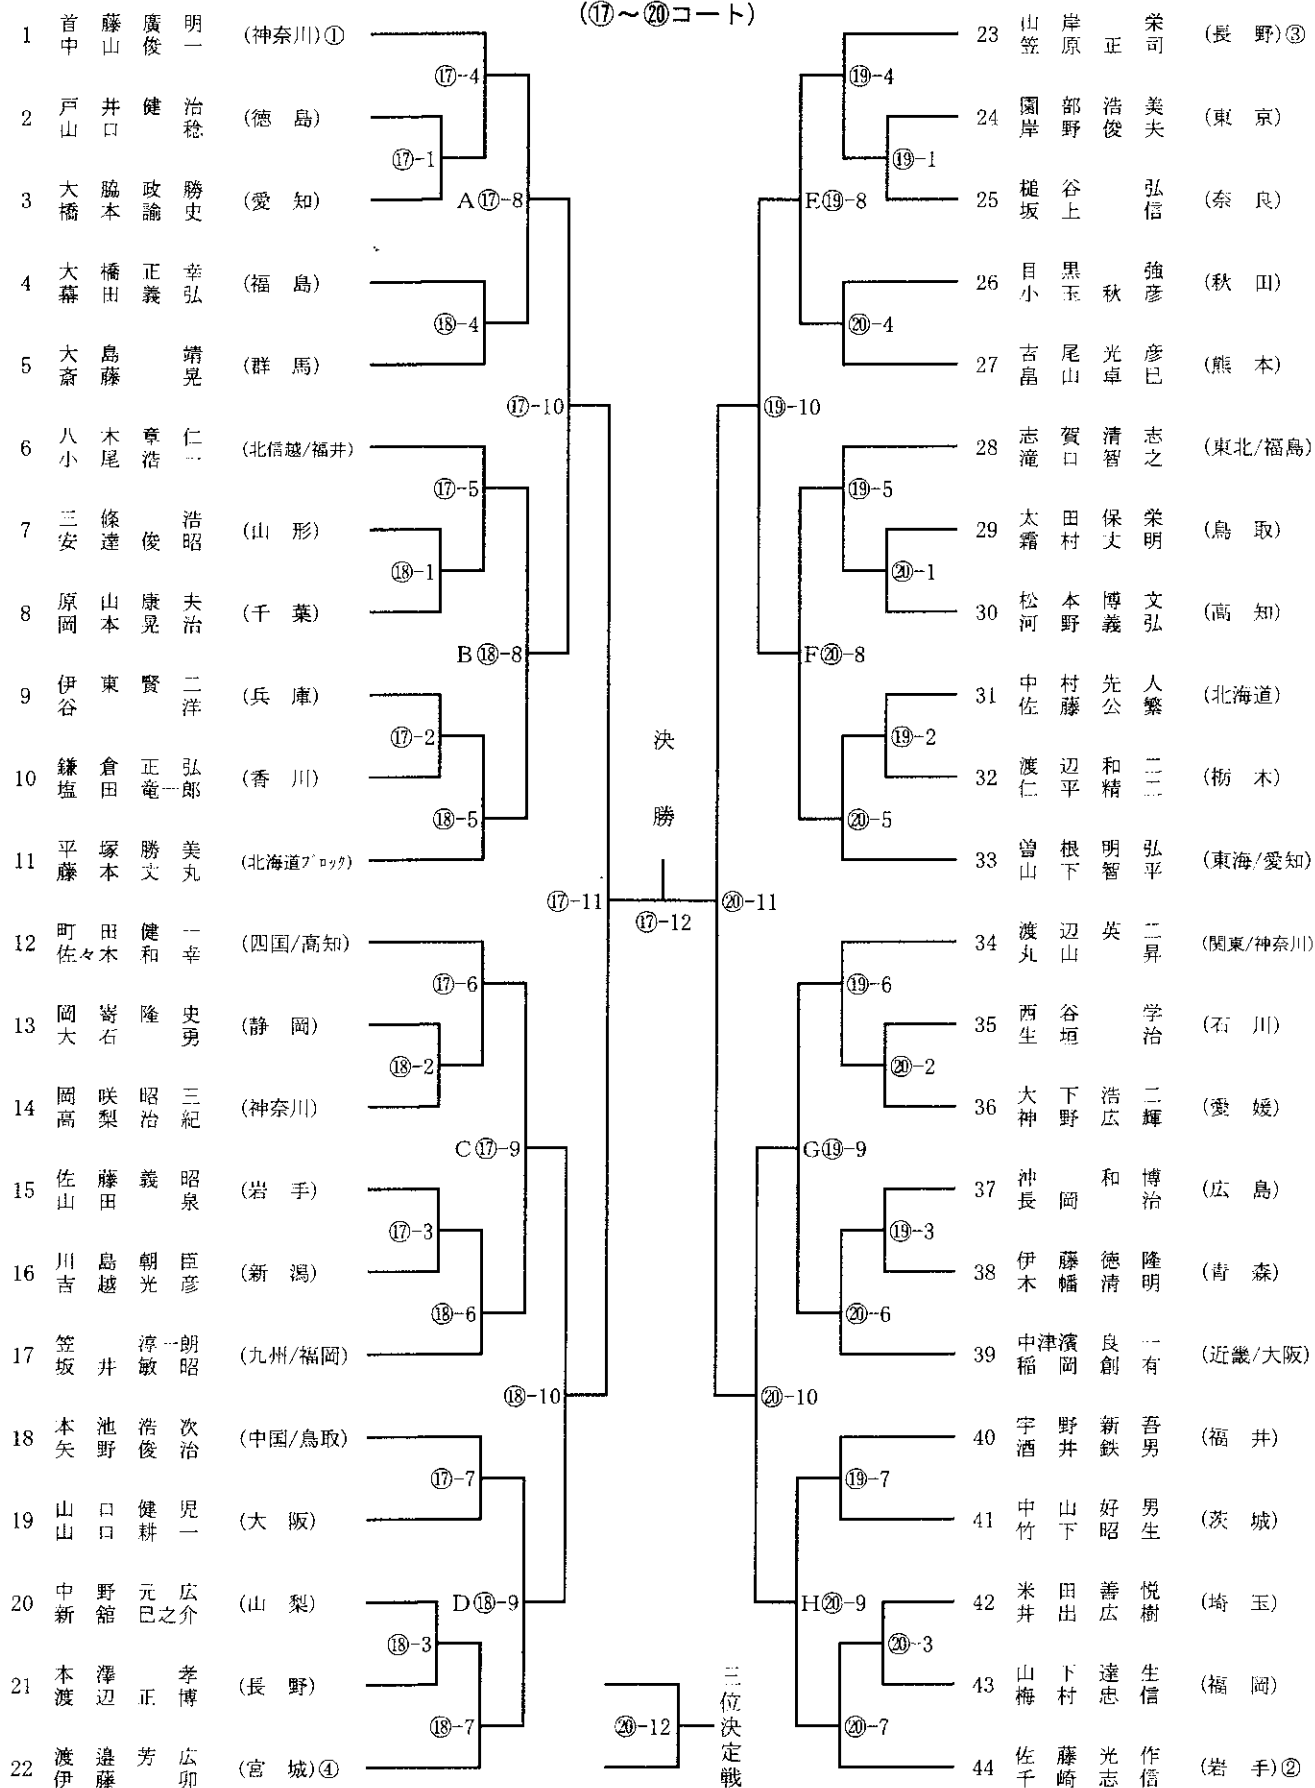 (⑰～⑳コート)
1 首藤廣明 中山俊一 (神奈川)①
2 戸井健治 山口稔 (徳島)
3 大脇政勝 橋本諭史 (愛知)
4 大橋正幸 幕田義弘 (福島)
5 大島靖 斎藤晃 (群馬)
6 八木章仁 小尾浩一 (北信越/福井)
7 三條浩 安達俊昭 (山形)
8 原山康夫 岡本晃治 (千葉)
9 伊東賢二 谷洋 (兵庫)
10 鎌倉正弘 塩田竜一郎 (香川)
11 平塚勝美 藤本文丸 (北海道ブロック)
12 町田健一 佐々木和幸 (四国/高知)
13 岡嵜隆史 大石勇 (静岡)
14 岡咲昭三 高梨治紀 (神奈川)
15 佐藤義昭 山田泉 (岩手)
16 川島朝臣 吉越光彦 (新潟)
17 笠淳一朗 坂井敏昭 (九州/福岡)
18 本池浩次 矢野俊治 (中国/鳥取)
19 山口健児 山口耕一 (大阪)
20 中野元広 新舘巳之介 (山梨)
21 本澤孝 渡辺正博 (長野)
22 渡邉芳広 伊藤卯 (宮城)④
⑰-4
⑰-1
A⑰-8
⑱-4
⑰-10
⑰-5
⑱-1
B⑱-8
⑰-2
⑱-5
⑰-11
⑰-6
⑱-2
C⑰-9
⑰-3
⑱-6
⑱-10
⑰-7
D⑱-9
⑱-3
⑱-7
決勝
⑰-12
⑳-12
三位決定戦
⑲-4
⑲-1
E⑲-8
⑳-4
⑲-10
⑲-5
⑳-1
F⑳-8
⑲-2
⑳-5
⑳-11
⑲-6
⑳-2
G⑲-9
⑲-3
⑳-6
⑳-10
⑲-7
H⑳-9
⑳-3
⑳-7
23 山岸栄 笠原正司 (長野)③
24 園部浩美 岸野俊夫 (東京)
25 槌谷弘 坂上信 (奈良)
26 目黒強 小玉秋彦 (秋田)
27 吉尾光彦 畠山卓巳 (熊本)
28 志賀清志 滝口智之 (東北/福島)
29 太田保栄 霜村丈明 (鳥取)
30 松本博文 河野義弘 (高知)
31 中村先人 佐藤公繁 (北海道)
32 渡辺和二 仁平精二 (栃木)
33 曽根明弘 山下智平 (東海/愛知)
34 渡辺英二 丸山昇 (関東/神奈川)
35 西谷学 生垣治 (石川)
36 大下浩二 神野広輝 (愛媛)
37 沖和博 長岡治 (広島)
38 伊藤徳隆 木幡清明 (青森)
39 中津濱良一 稲岡創有 (近畿/大阪)
40 宇野新吾 酒井鉄男 (福井)
41 中山好男 竹下昭生 (茨城)
42 米田善悦 井出広樹 (埼玉)
43 山下達生 梅村忠信 (福岡)
44 佐藤光作 千崎志信 (岩手)②